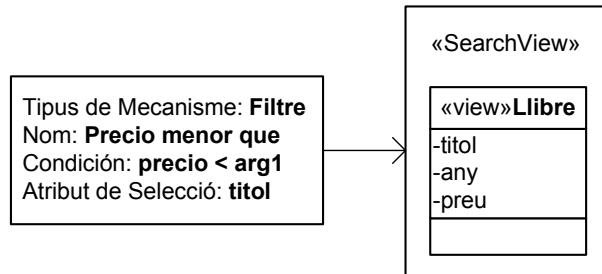 Tipus de Mecanisme: Filtre
Nom: Precio menor que
Condición: precio < arg1
Atribut de Selecció: titol
«SearchView»
«view»Llibre
-titol
-any
-preu